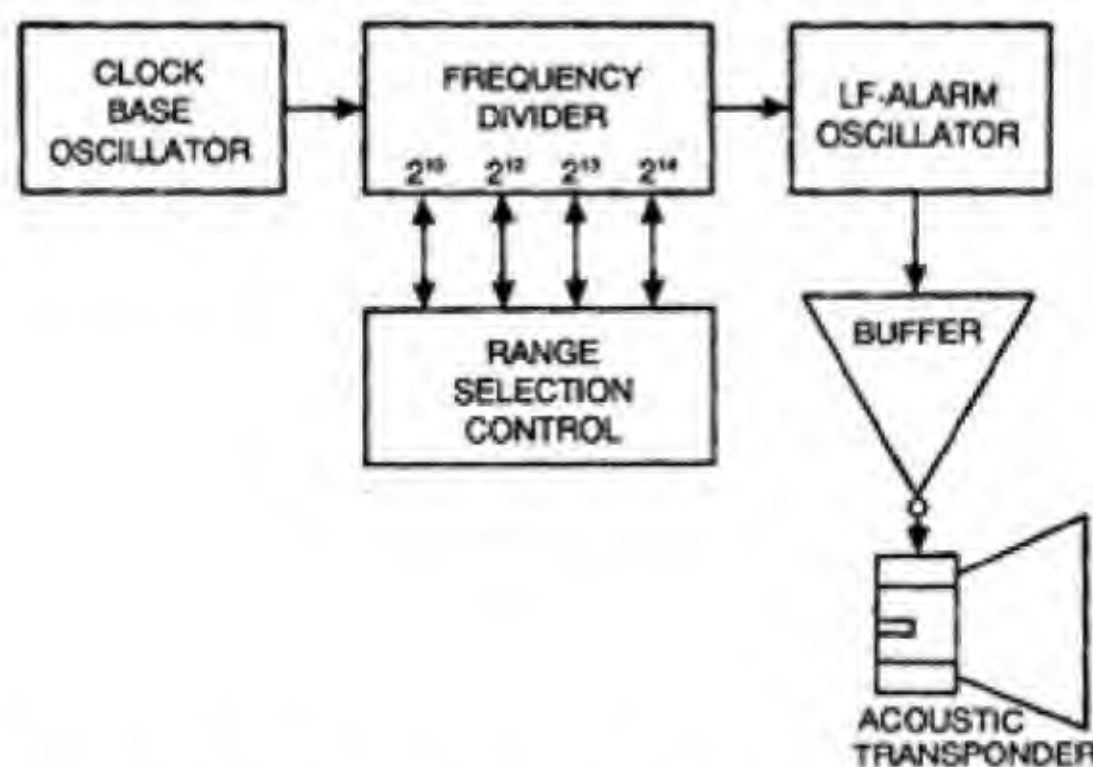 CLOCK
BASE
OSCILLATOR
FREQUENCY
DIVIDER
2¹⁰ 2¹² 2¹³ 2¹⁴
LF-ALARM
OSCILLATOR
RANGE
SELECTION
CONTROL
BUFFER
ACOUSTIC
TRANSPONDER